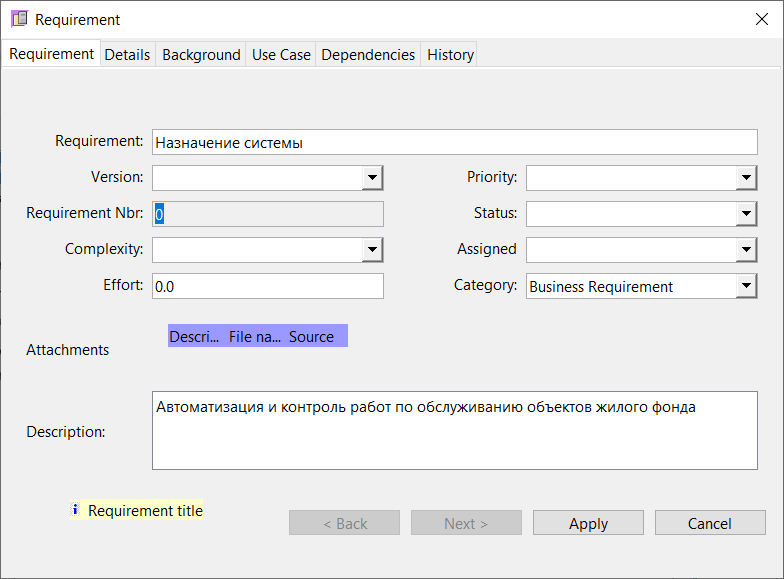 Requirement
Requirement Details Background Use Case Dependencies History
Requirement: Назначение системы
Version: Priority:
Requirement Nbr: 0 Status:
Complexity: Assigned
Effort: 0.0 Category: Business Requirement
Descri... File na... Source
Attachments
Автоматизация и контроль работ по обслуживанию объектов жилого фонда
Description:
Requirement title
< Back Next > Apply Cancel